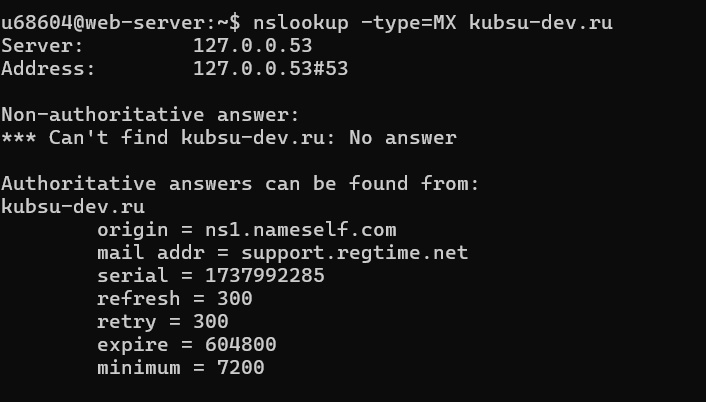 u68604@web-server:~$ nslookup -type=MX kubsu-dev.ru
Server:         127.0.0.53
Address:        127.0.0.53#53

Non-authoritative answer:
*** Can't find kubsu-dev.ru: No answer

Authoritative answers can be found from:
kubsu-dev.ru
        origin = ns1.nameself.com
        mail addr = support.regtime.net
        serial = 1737992285
        refresh = 300
        retry = 300
        expire = 604800
        minimum = 7200